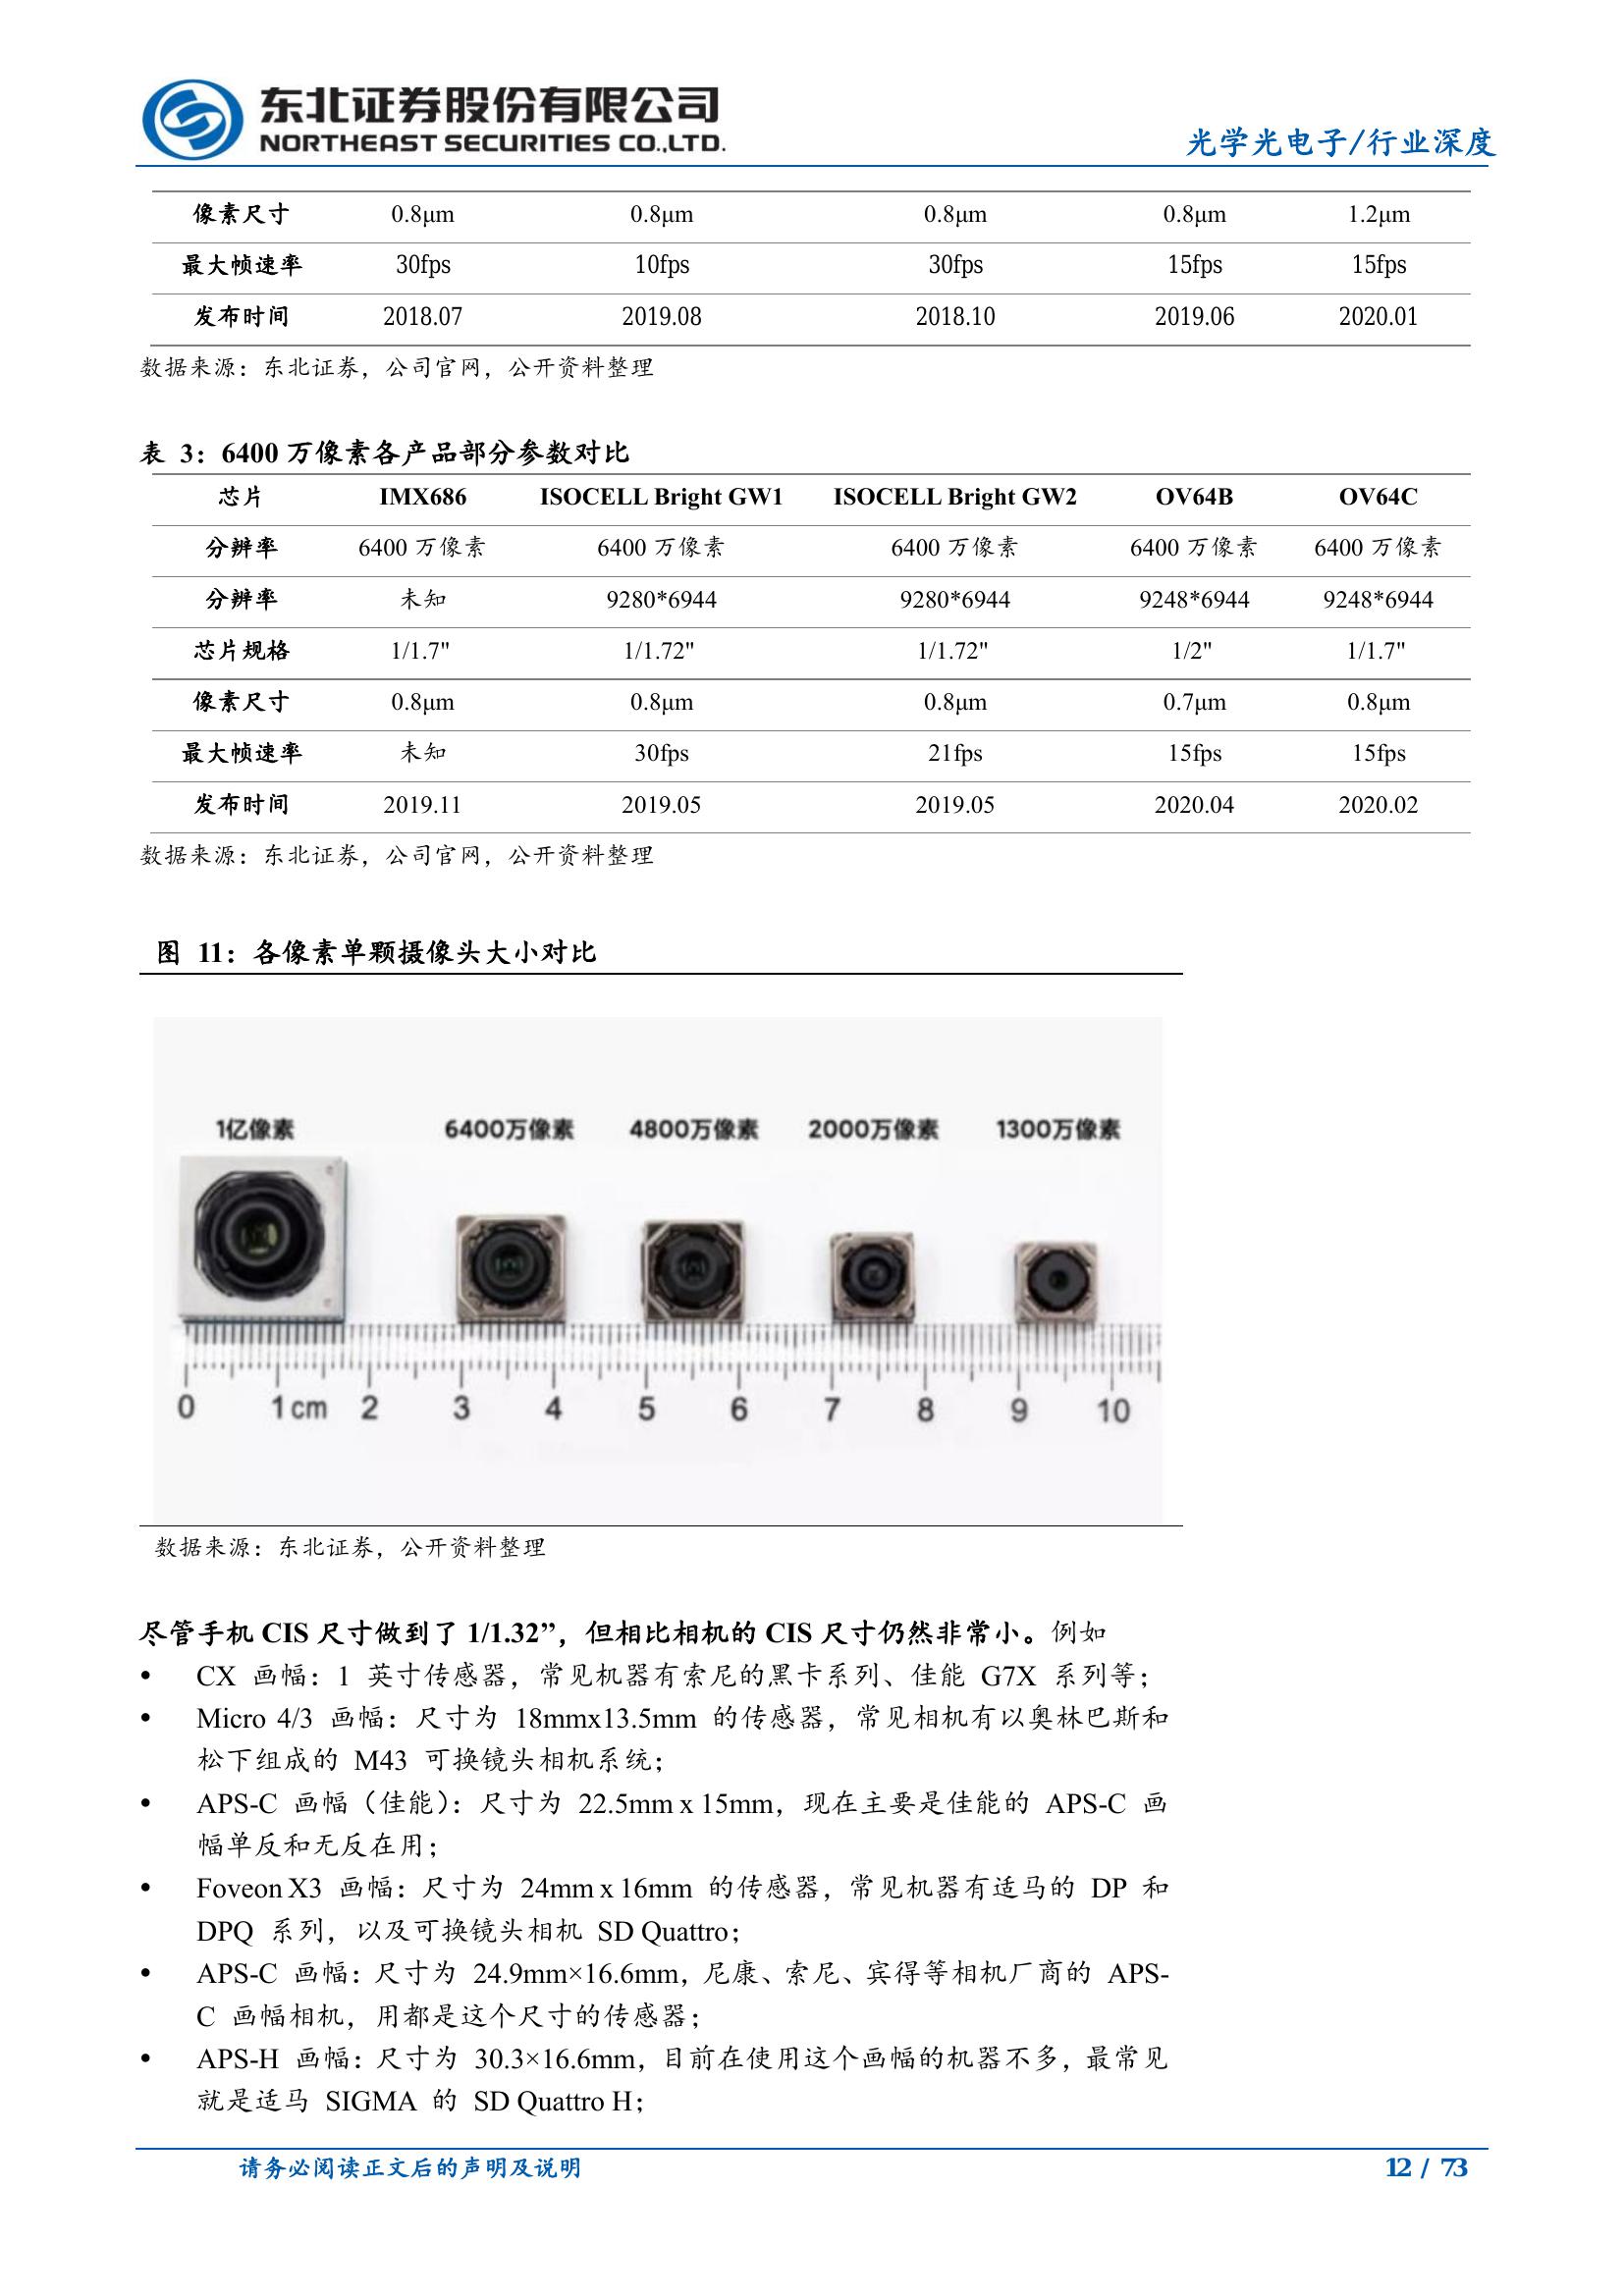 东北证券股份有限公司
NORTHEAST SECURITIES CO.,LTD.
光学光电子/行业深度
像素尺寸 0.8μm 0.8μm 0.8μm 0.8μm 1.2μm
最大帧速率 30fps 10fps 30fps 15fps 15fps
发布时间 2018.07 2019.08 2018.10 2019.06 2020.01
数据来源：东北证券，公司官网，公开资料整理
表 3：6400 万像素各产品部分参数对比
芯片 IMX686 ISOCELL Bright GW1 ISOCELL Bright GW2 OV64B OV64C
分辨率 6400 万像素 6400 万像素 6400 万像素 6400 万像素 6400 万像素
分辨率 未知 9280*6944 9280*6944 9248*6944 9248*6944
芯片规格 1/1.7" 1/1.72" 1/1.72" 1/2" 1/1.7"
像素尺寸 0.8μm 0.8μm 0.8μm 0.7μm 0.8μm
最大帧速率 未知 30fps 21fps 15fps 15fps
发布时间 2019.11 2019.05 2019.05 2020.04 2020.02
数据来源：东北证券，公司官网，公开资料整理
图 11：各像素单颗摄像头大小对比
1亿像素 6400万像素 4800万像素 2000万像素 1300万像素
0 1cm 2 3 4 5 6 7 8 9 10
数据来源：东北证券，公开资料整理
尽管手机 CIS 尺寸做到了 1/1.32”，但相比相机的 CIS 尺寸仍然非常小。例如
• CX 画幅：1 英寸传感器，常见机器有索尼的黑卡系列、佳能 G7X 系列等；
• Micro 4/3 画幅：尺寸为 18mmx13.5mm 的传感器，常见相机有以奥林巴斯和
松下组成的 M43 可换镜头相机系统；
• APS-C 画幅（佳能）：尺寸为 22.5mm x 15mm，现在主要是佳能的 APS-C 画
幅单反和无反在用；
• Foveon X3 画幅：尺寸为 24mm x 16mm 的传感器，常见机器有适马的 DP 和
DPQ 系列，以及可换镜头相机 SD Quattro；
• APS-C 画幅：尺寸为 24.9mm×16.6mm，尼康、索尼、宾得等相机厂商的 APS-
C 画幅相机，用都是这个尺寸的传感器；
• APS-H 画幅：尺寸为 30.3×16.6mm，目前在使用这个画幅的机器不多，最常见
就是适马 SIGMA 的 SD Quattro H；
请务必阅读正文后的声明及说明 12 / 73